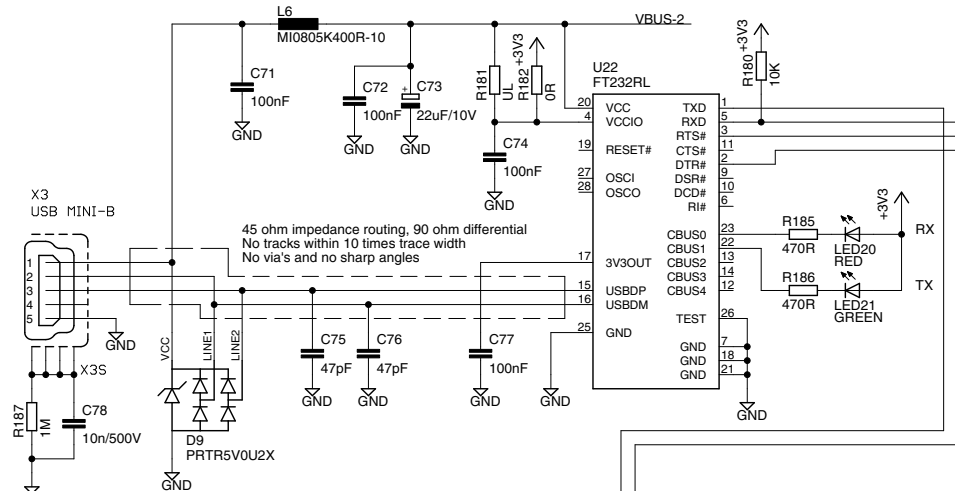 L6
MI0805K400R-10
VBUS-2
C71
100nF
GND
C72
100nF
GND
+
C73
22uF/10V
GND
R181
UL
+3V3
R182
0R
C74
100nF
GND
U22
FT232RL
20 VCC
4 VCCIO
19 RESET#
27 OSCI
28 OSCO
17 3V3OUT
15 USBDP
16 USBDM
25 GND
TXD 1
RXD 5
RTS# 3
CTS# 11
DTR# 2
DSR# 9
DCD# 10
RI# 6
CBUS0 23
CBUS1 22
CBUS2 13
CBUS3 14
CBUS4 12
TEST 26
GND 7
GND 18
GND 21
GND
+3V3
R180
10K
R185
470R
LED20
RED
+3V3
RX
R186
470R
LED21
GREEN
TX
X3
USB MINI-B
1
2
3
4
5
GND
X3S
R187
1M
C78
10n/500V
45 ohm impedance routing, 90 ohm differential
No tracks within 10 times trace width
No via's and no sharp angles
VCC
LINE1
LINE2
D9
PRTR5V0U2X
GND
C75
47pF
GND
C76
47pF
GND
C77
100nF
GND
GND